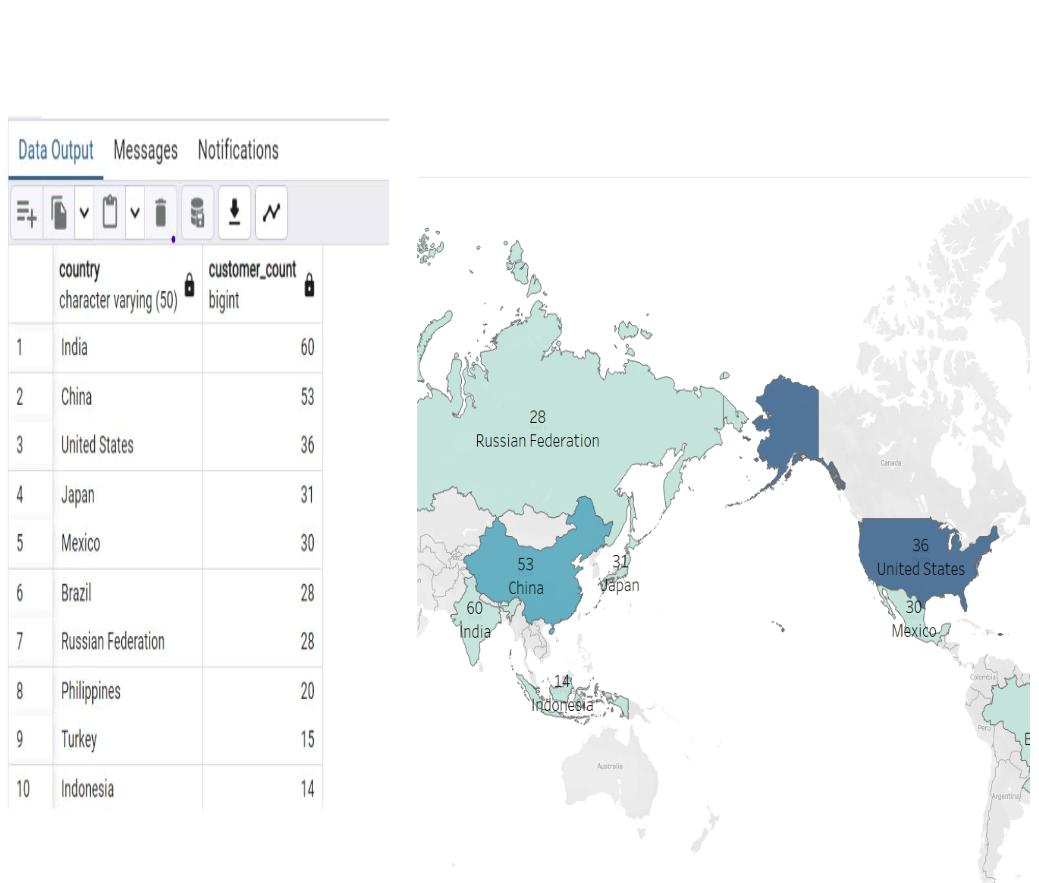 Data Output Messages Notifications
country customer_count
character varying (50) bigint
1 India 60
2 China 53
3 United States 36
4 Japan 31
5 Mexico 30
6 Brazil 28
7 Russian Federation 28
8 Philippines 20
9 Turkey 15
10 Indonesia 14
28
Russian Federation
Canada
36
United States
53
China
31
Japan
60
India
30
Mexico
14
Indonesia
Colombia
Peru
Australia
Argentina